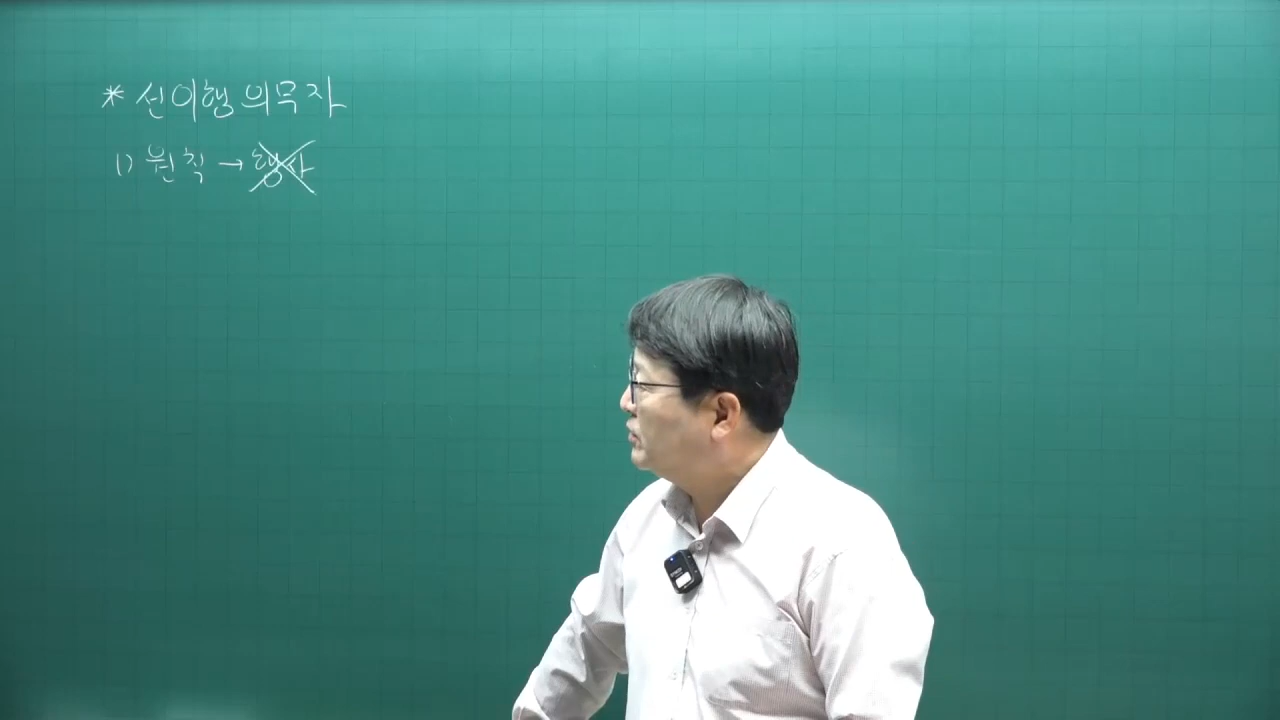 * 선이행의무자
1) 원칙 → 행사